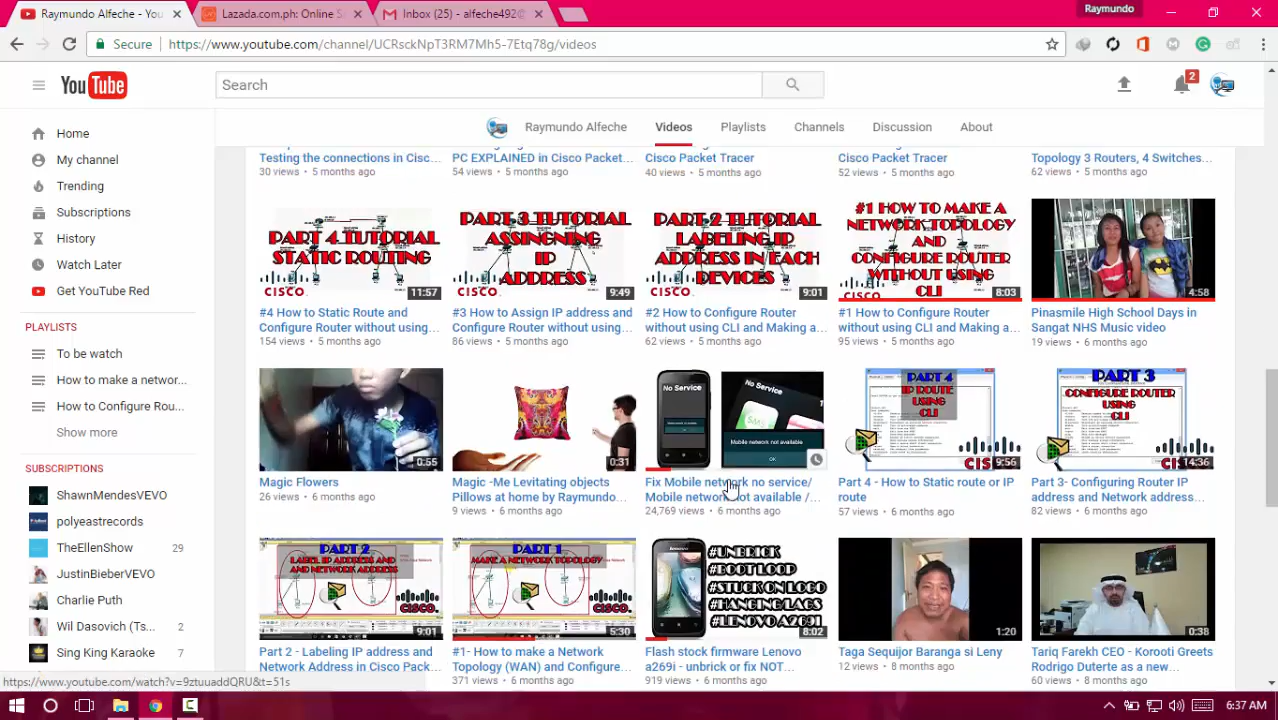 Raymundo Alfeche - You
Lazada.com.ph: Online S
Inbox (25) - alfeche492@
Raymundo
Secure https://www.youtube.com/channel/UCRsckNpT3RM7Mh5-7Etq78g/videos
YouTube
Search
2
Raymundo Alfeche Videos Playlists Channels Discussion About
Home
My channel
Trending
Subscriptions
History
Watch Later
Get YouTube Red
PLAYLISTS
To be watch
How to make a networ...
How to Configure Rou...
Show more
SUBSCRIPTIONS
ShawnMendesVEVO
polyeastrecords
TheEllenShow 29
JustinBieberVEVO
Charlie Puth
Wil Dasovich (Ts... 2
Sing King Karaoke 7
Testing the connections in Cisc...
30 views • 5 months ago
PC EXPLAINED in Cisco Packet...
54 views • 5 months ago
Cisco Packet Tracer
40 views • 5 months ago
Cisco Packet Tracer
52 views • 5 months ago
Topology 3 Routers, 4 Switches...
62 views • 5 months ago
PART 4 TUTORIAL
STATIC ROUTING
CISCO
11:57
#4 How to Static Route and
Configure Router without using...
154 views • 5 months ago
PART 3 TUTORIAL
ASSINGNING
IP
ADDRESS
CISCO
9:49
#3 How to Assign IP address and
Configure Router without using...
86 views • 5 months ago
PART 2 TUTORIAL
LABELING IP
ADDRESS IN EACH
DEVICES
CISCO
9:01
#2 How to Configure Router
without using CLI and Making a...
62 views • 5 months ago
#1 HOW TO MAKE A
NETWORK TOPOLOGY
AND
CONFIGURE ROUTER
WITHOUT USING
CLI
CISCO
8:03
#1 How to Configure Router
without using CLI and Making a...
95 views • 5 months ago
4:58
Pinasmile High School Days in
Sangat NHS Music video
19 views • 6 months ago
0:55
Magic Flowers
26 views • 6 months ago
0:31
Magic -Me Levitating objects
Pillows at home by Raymundo...
9 views • 6 months ago
No Service
No Service
Mobile network not available
OK
Fix Mobile network no service/
Mobile network not available /...
24,769 views • 6 months ago
PART 4
IP ROUTE
USING
CLI
CISCO
9:56
Part 4 - How to Static route or IP
route
57 views • 6 months ago
PART 3
CONFIGURE ROUTER
USING
CLI
14:36
Part 3- Configuring Router IP
address and Network address...
82 views • 6 months ago
PART 2
LABEL IP ADDRESS AND
AND NETWORK ADDRESS
CISCO
9:01
Part 2 - Labeling IP address and
Network Address in Cisco Pack...
PART 1
MAKE A NETWORK TOPOLOGY
CISCO
5:30
#1- How to make a Network
Topology (WAN) and Configure...
371 views • 6 months ago
#UNBRICK
#BOOT LOOP
#STUCK ON LOGO
#HANGING LAGS
#LENOVO A269I
8:02
Flash stock firmware Lenovo
a269i - unbrick or fix NOT...
919 views • 6 months ago
1:20
Taga Sequijor Baranga si Leny
12 views • 8 months ago
0:38
Tariq Farekh CEO - Korooti Greets
Rodrigo Duterte as a new...
60 views • 8 months ago
https://www.youtube.com/watch?v=9ztuuaddQRU&t=51s
6:37 AM